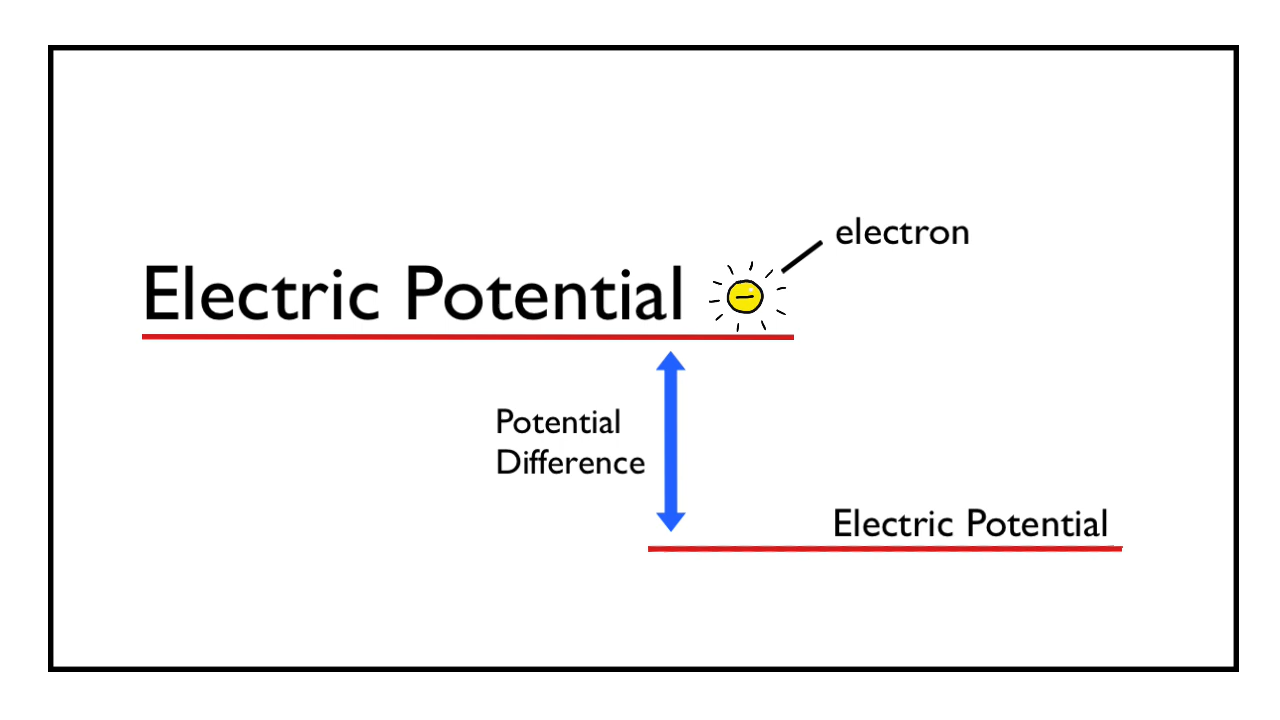 electron
Electric Potential
Potential
Difference
Electric Potential